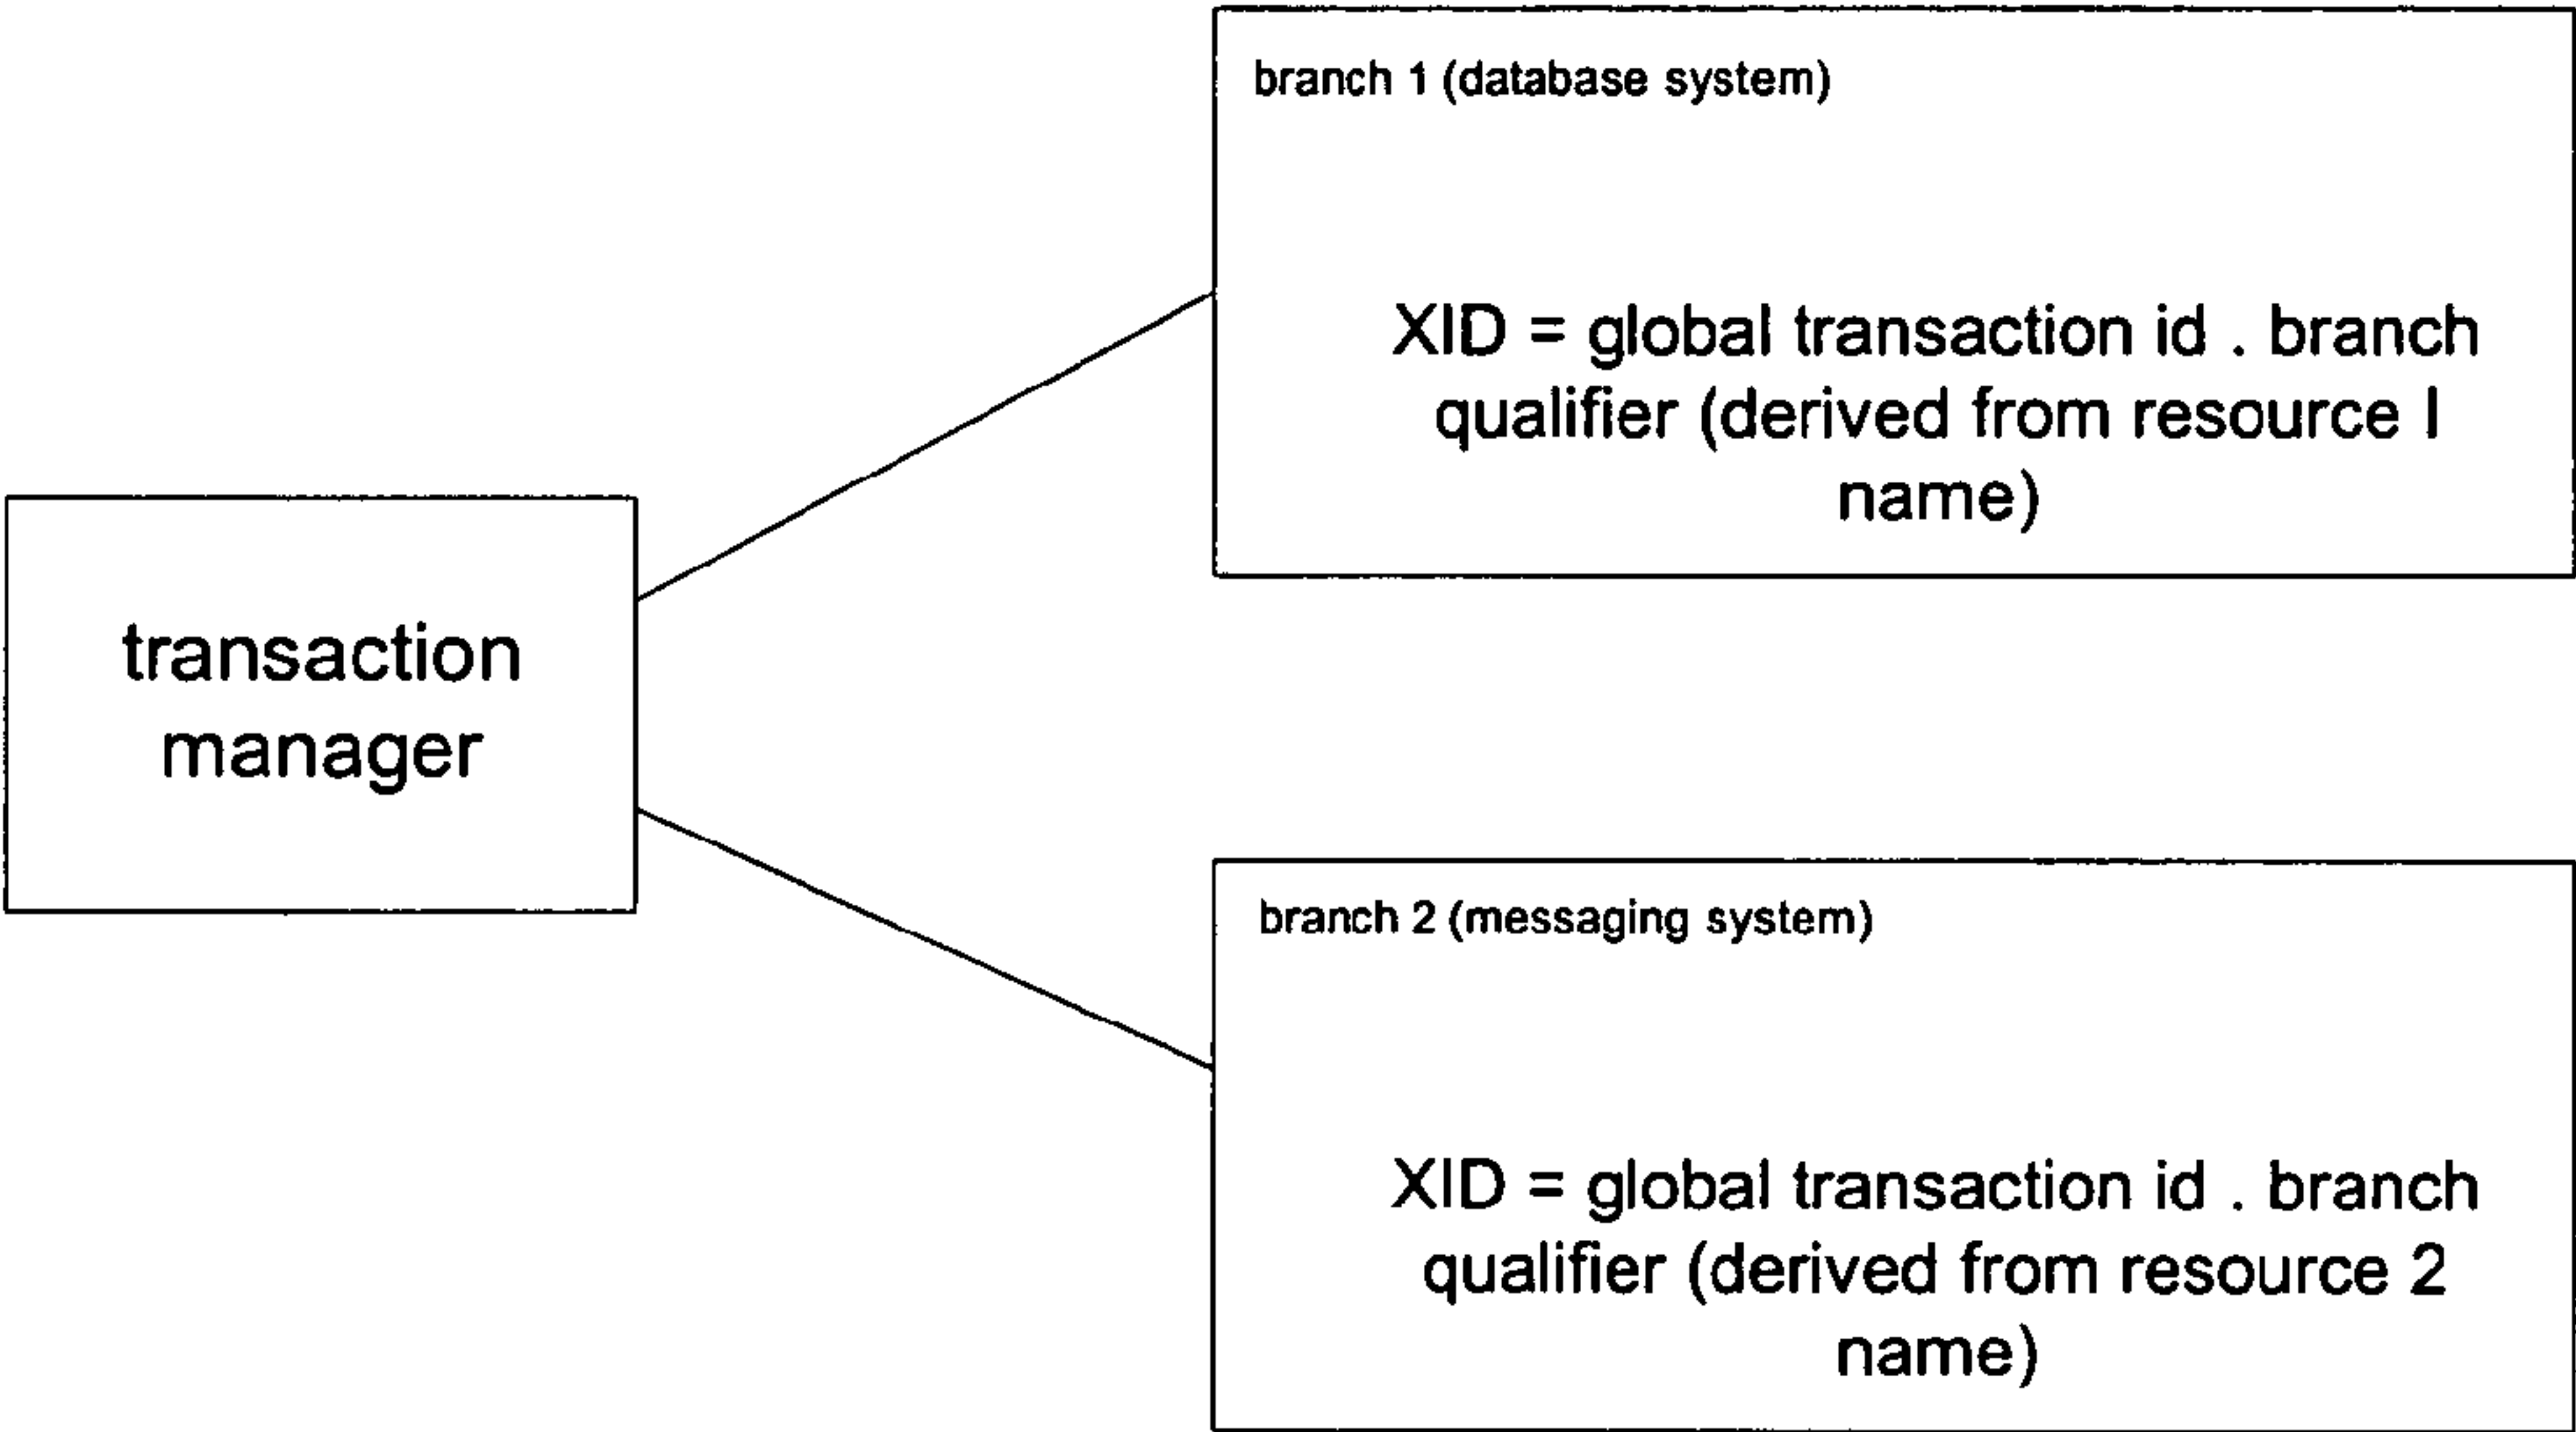 branch 1 (database system)
XID = global transaction id . branch
qualifier (derived from resource I
name)
transaction
manager
branch 2 (messaging system)
XID = global transaction id . branch
qualifier (derived from resource 2
name)